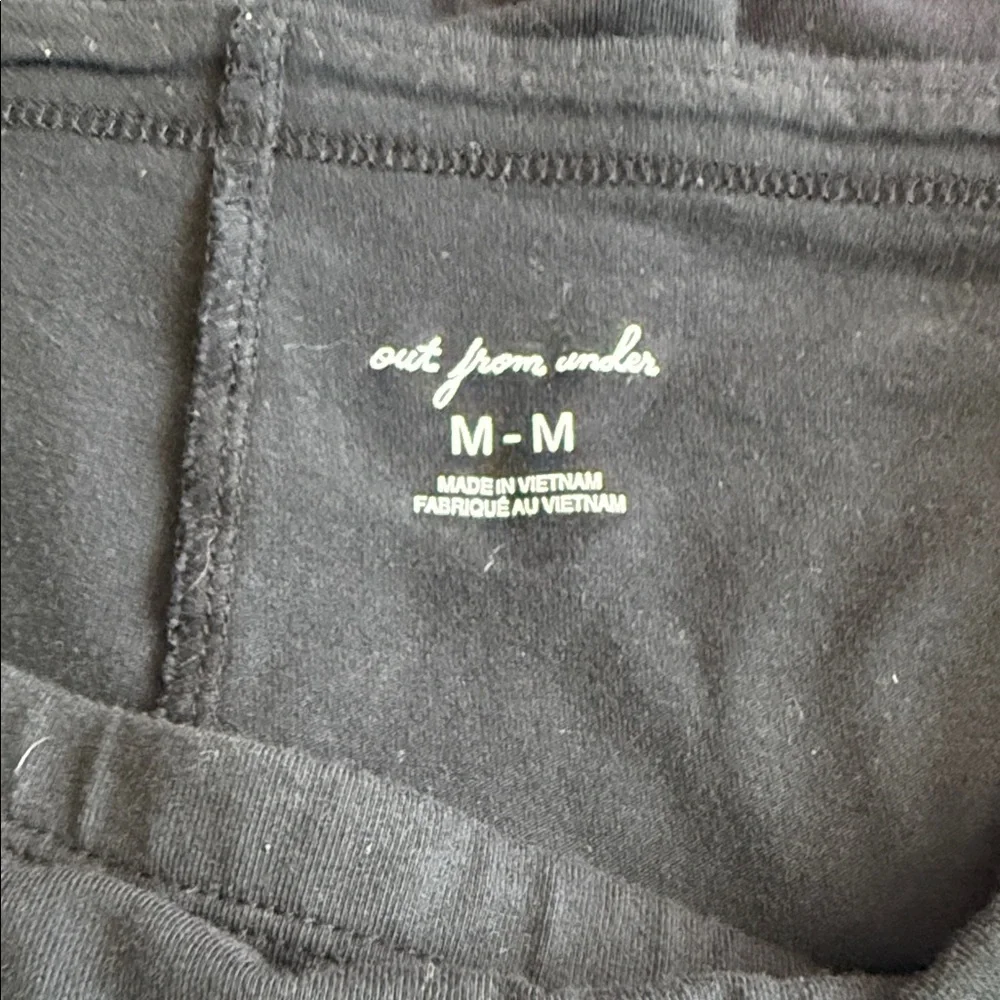 out from under
M - M
MADE IN VIETNAM
FABRIQUÉ AU VIETNAM